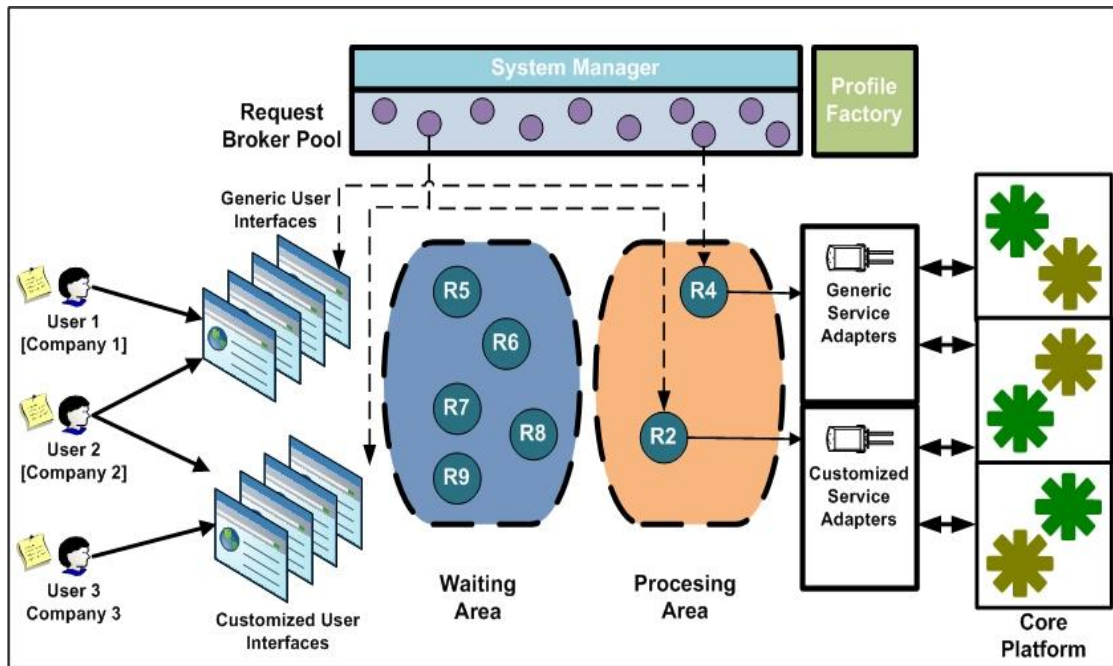 System Manager
Request
Broker Pool
Profile
Factory
Generic User
Interfaces
User 1
[Company 1]
User 2
[Company 2]
User 3
Company 3
Customized User
Interfaces
R5
R6
R7
R8
R9
Waiting
Area
R4
R2
Procesing
Area
Generic
Service
Adapters
Customized
Service
Adapters
Core
Platform